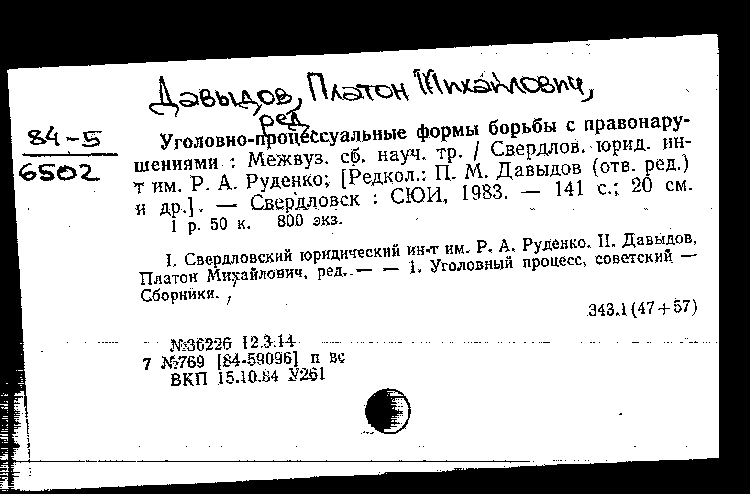 Давыдов, Платон Михайлович,
ред.
84-5
6502
Уголовно-процессуальные формы борьбы с правонару-
шениями : Межвуз. сб. науч. тр. / Свердлов. юрид. ин-
т им. Р. А. Руденко; [Редкол.: П. М. Давыдов (отв. ред.)
и др.]. — Свердловск : СЮИ, 1983. — 141 с.; 20 см.
1 р. 50 к. 800 экз.
I. Свердловский юридический ин-т им. Р. А. Руденко. II. Давыдов,
Платон Михайлович, ред. — — 1. Уголовный процесс, советский —
Сборники.
343.1(47+57)
№36226 12.3.14
7 №769 [84-59096] п вс
ВКП 15.10.84 У261